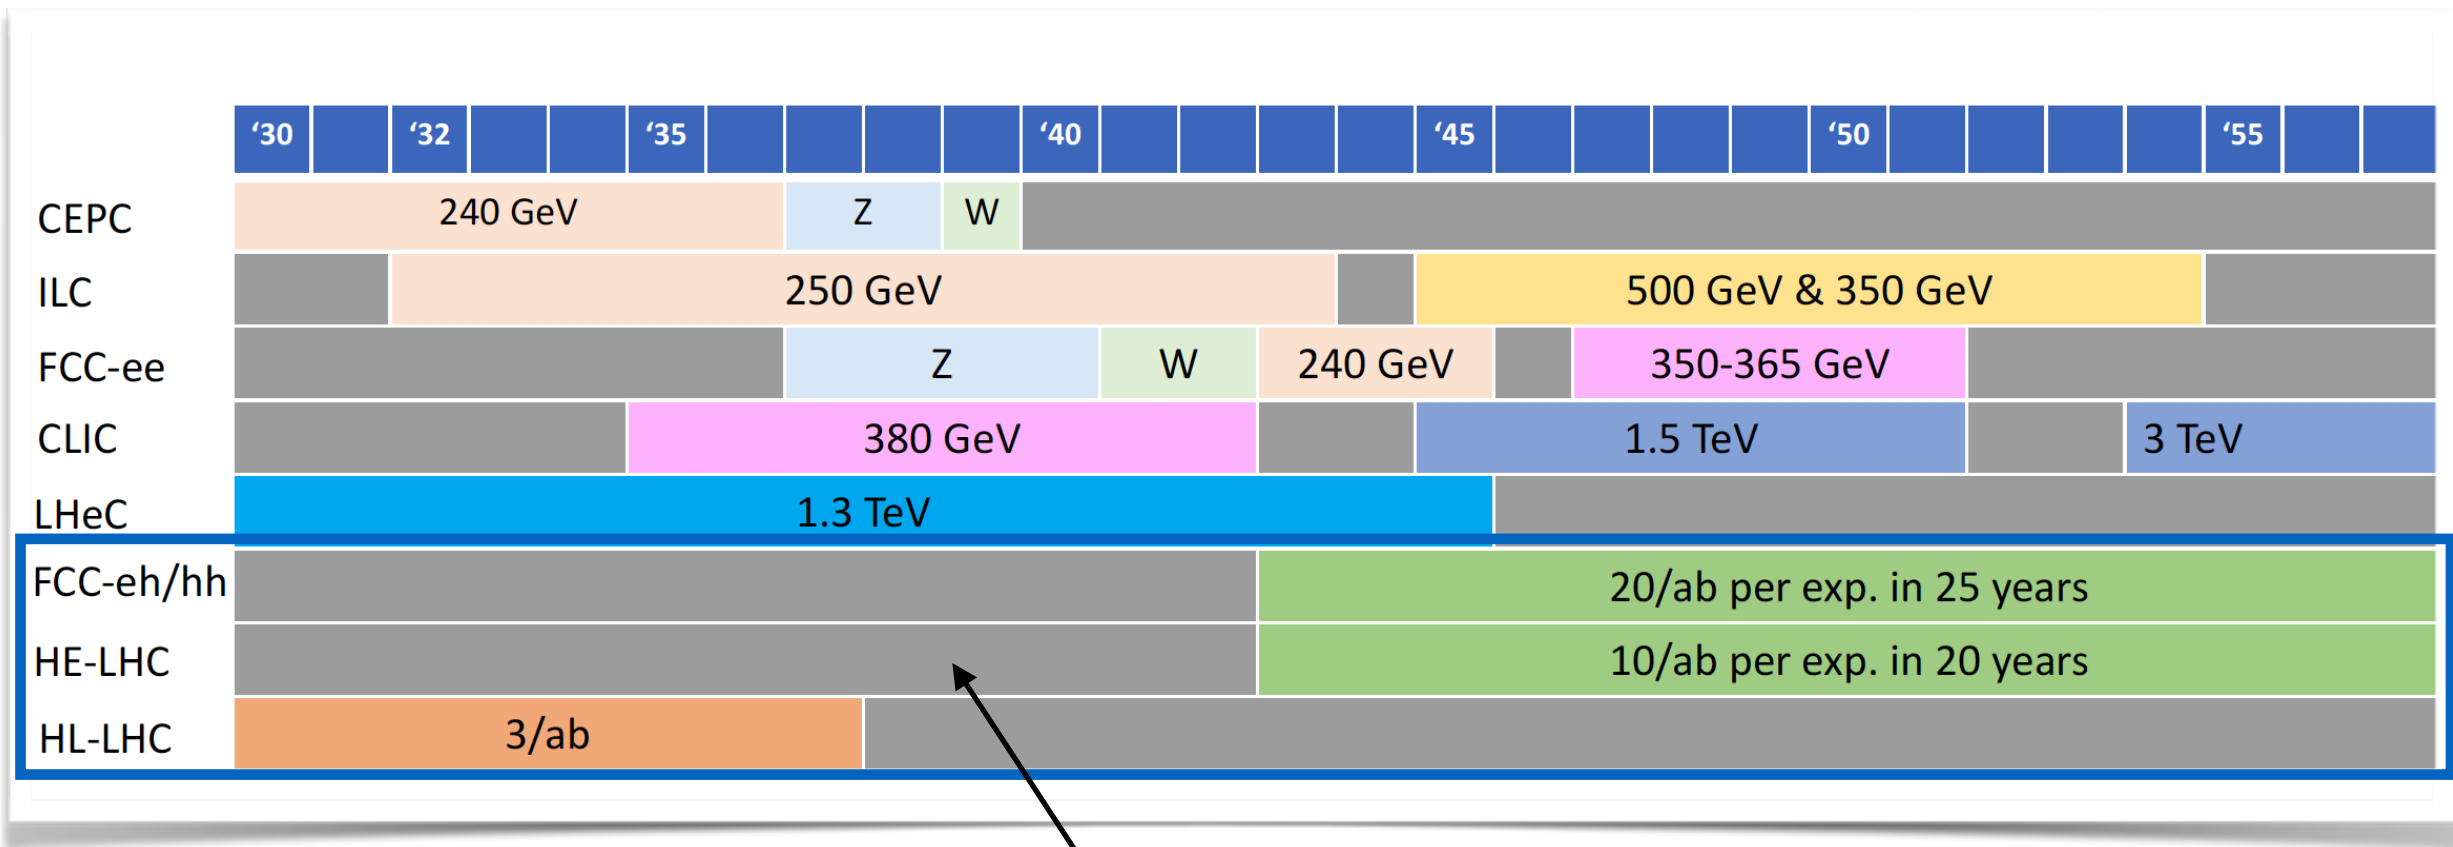 ‘30 ‘32 ‘35 ‘40 ‘45 ‘50 ‘55
CEPC 240 GeV Z W
ILC 250 GeV 500 GeV & 350 GeV
FCC-ee Z W 240 GeV 350-365 GeV
CLIC 380 GeV 1.5 TeV 3 TeV
LHeC 1.3 TeV
FCC-eh/hh 20/ab per exp. in 25 years
HE-LHC 10/ab per exp. in 20 years
HL-LHC 3/ab